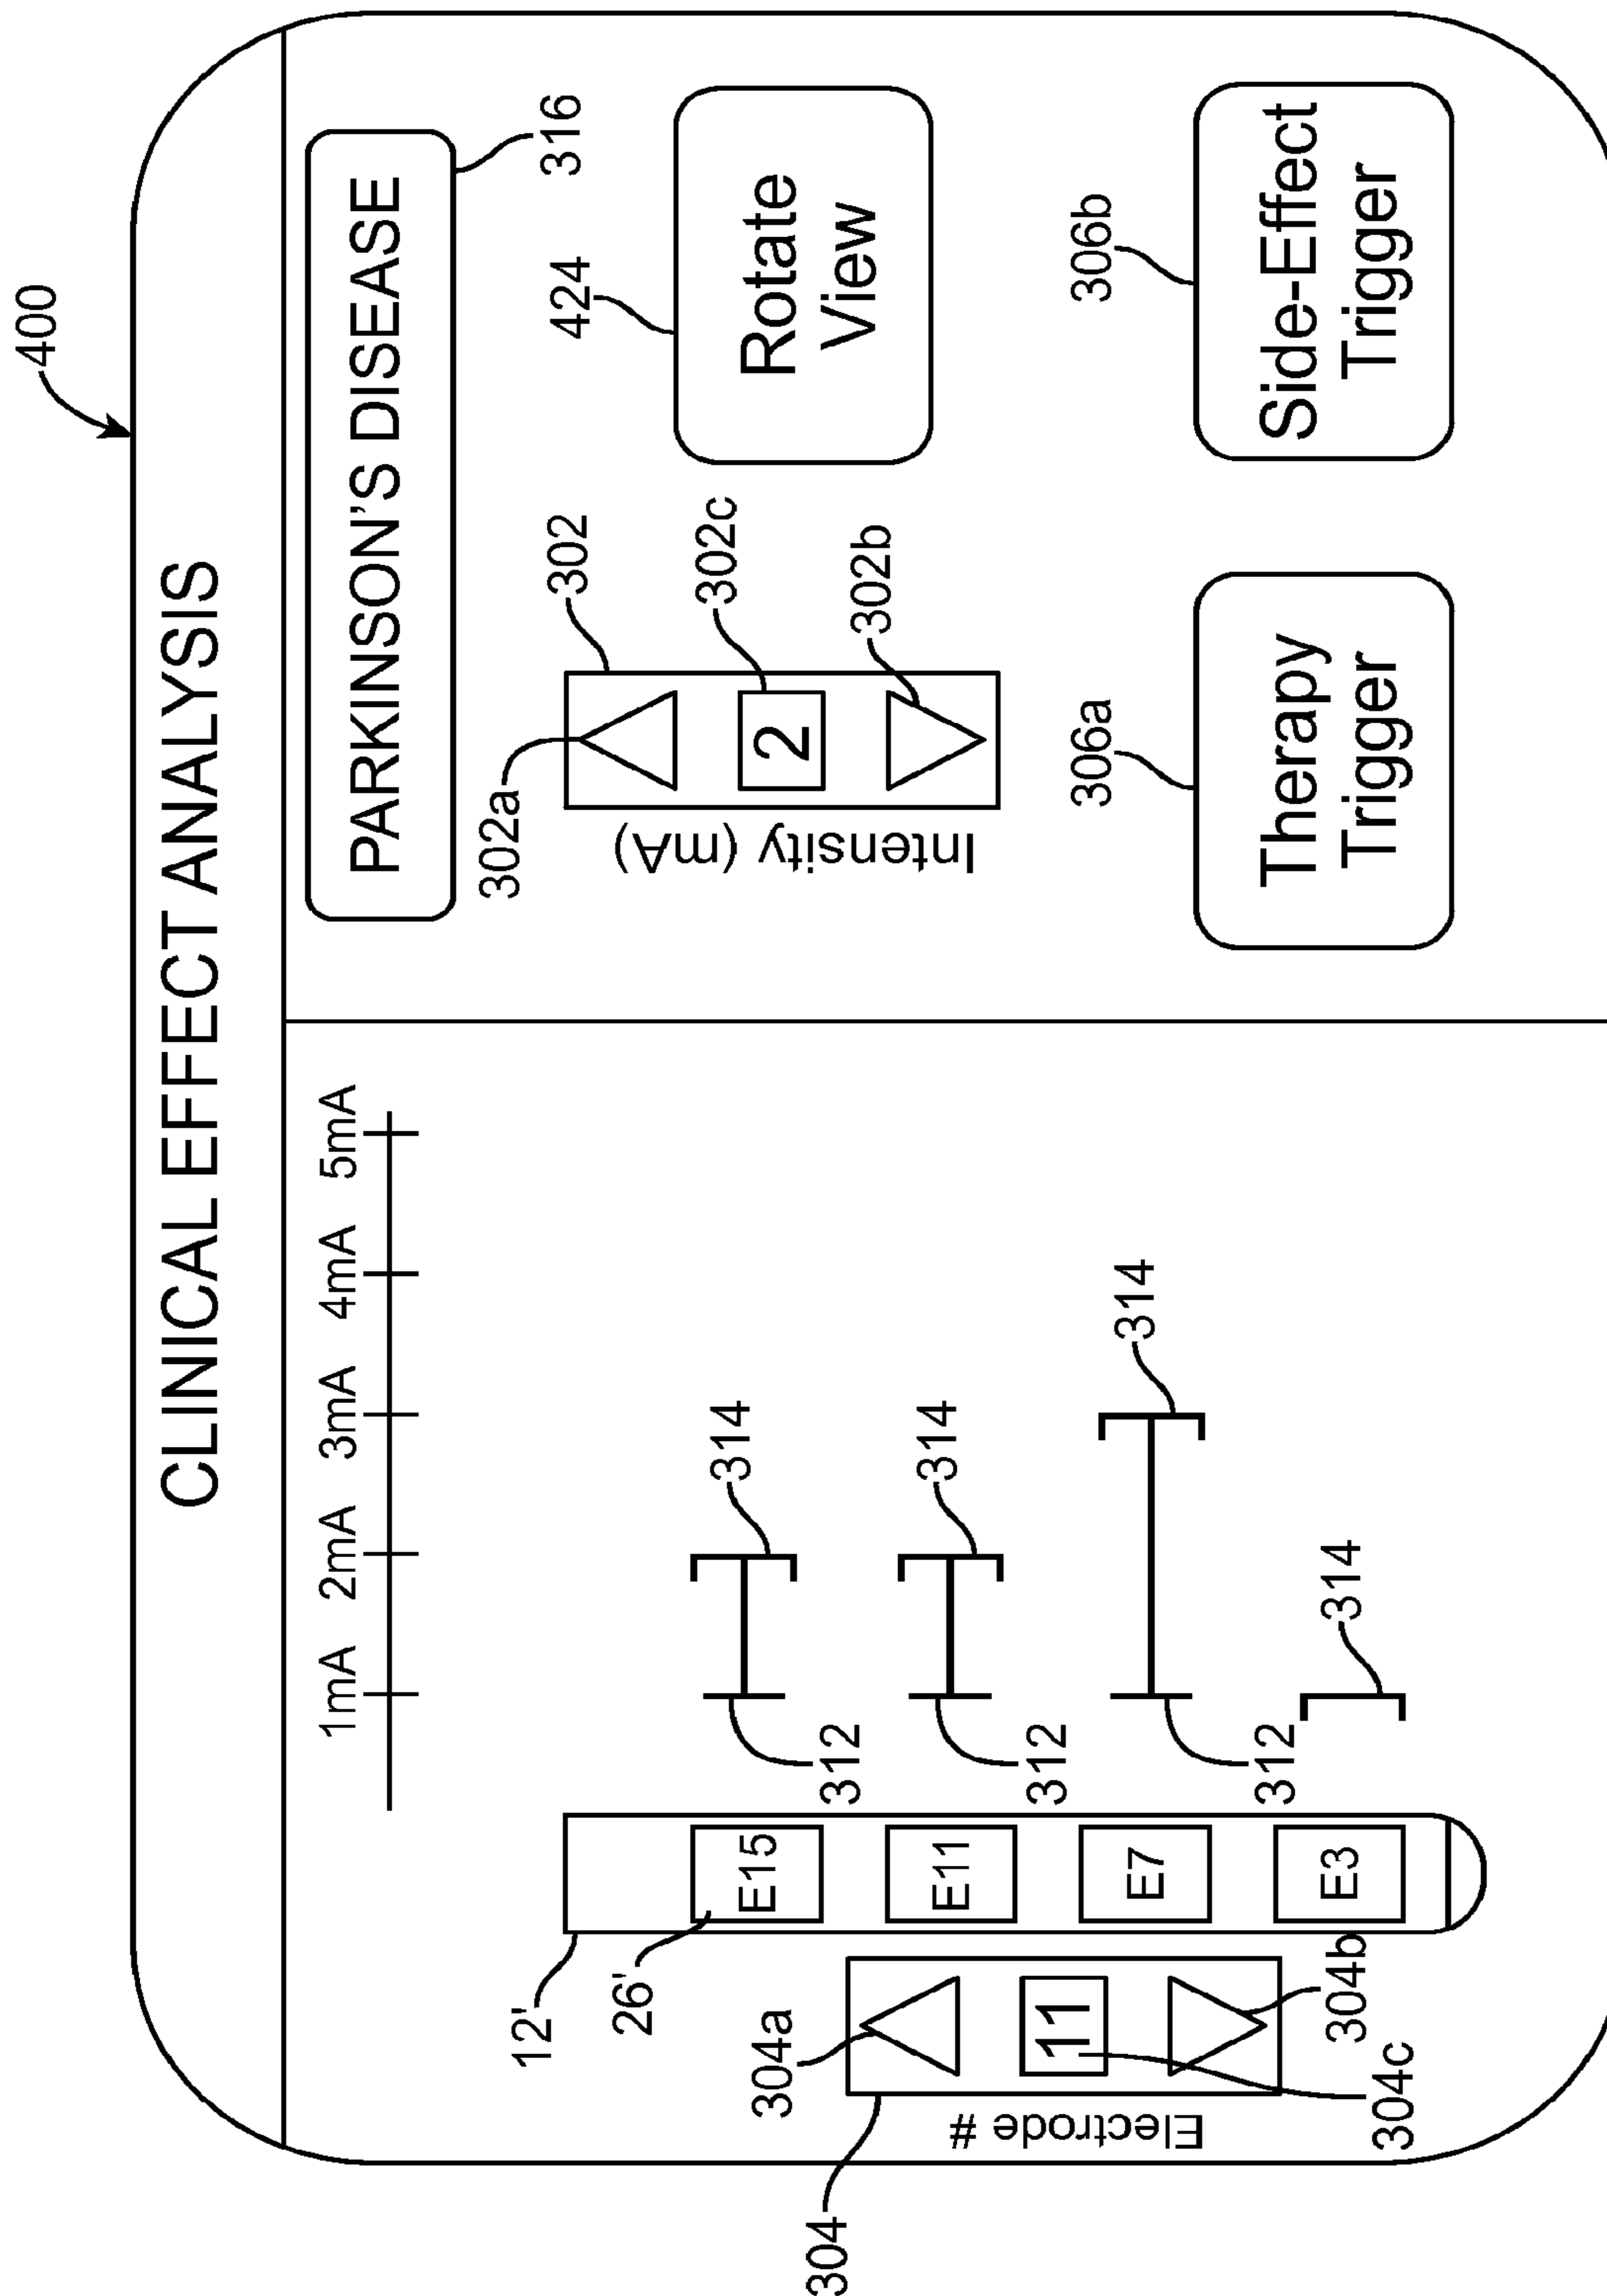 400
CLINICAL EFFECT ANALYSIS
1mA 2mA 3mA 4mA 5mA
PARKINSON'S DISEASE
316
12'
26'
304a
304
Electrode #
11
304b
304c
E15
E11
E7
E3
312
314
312
314
312
314
314
302a
302
302c
302b
Intensity (mA)
2
424
Rotate
View
306a
Therapy
Trigger
306b
Side-Effect
Trigger